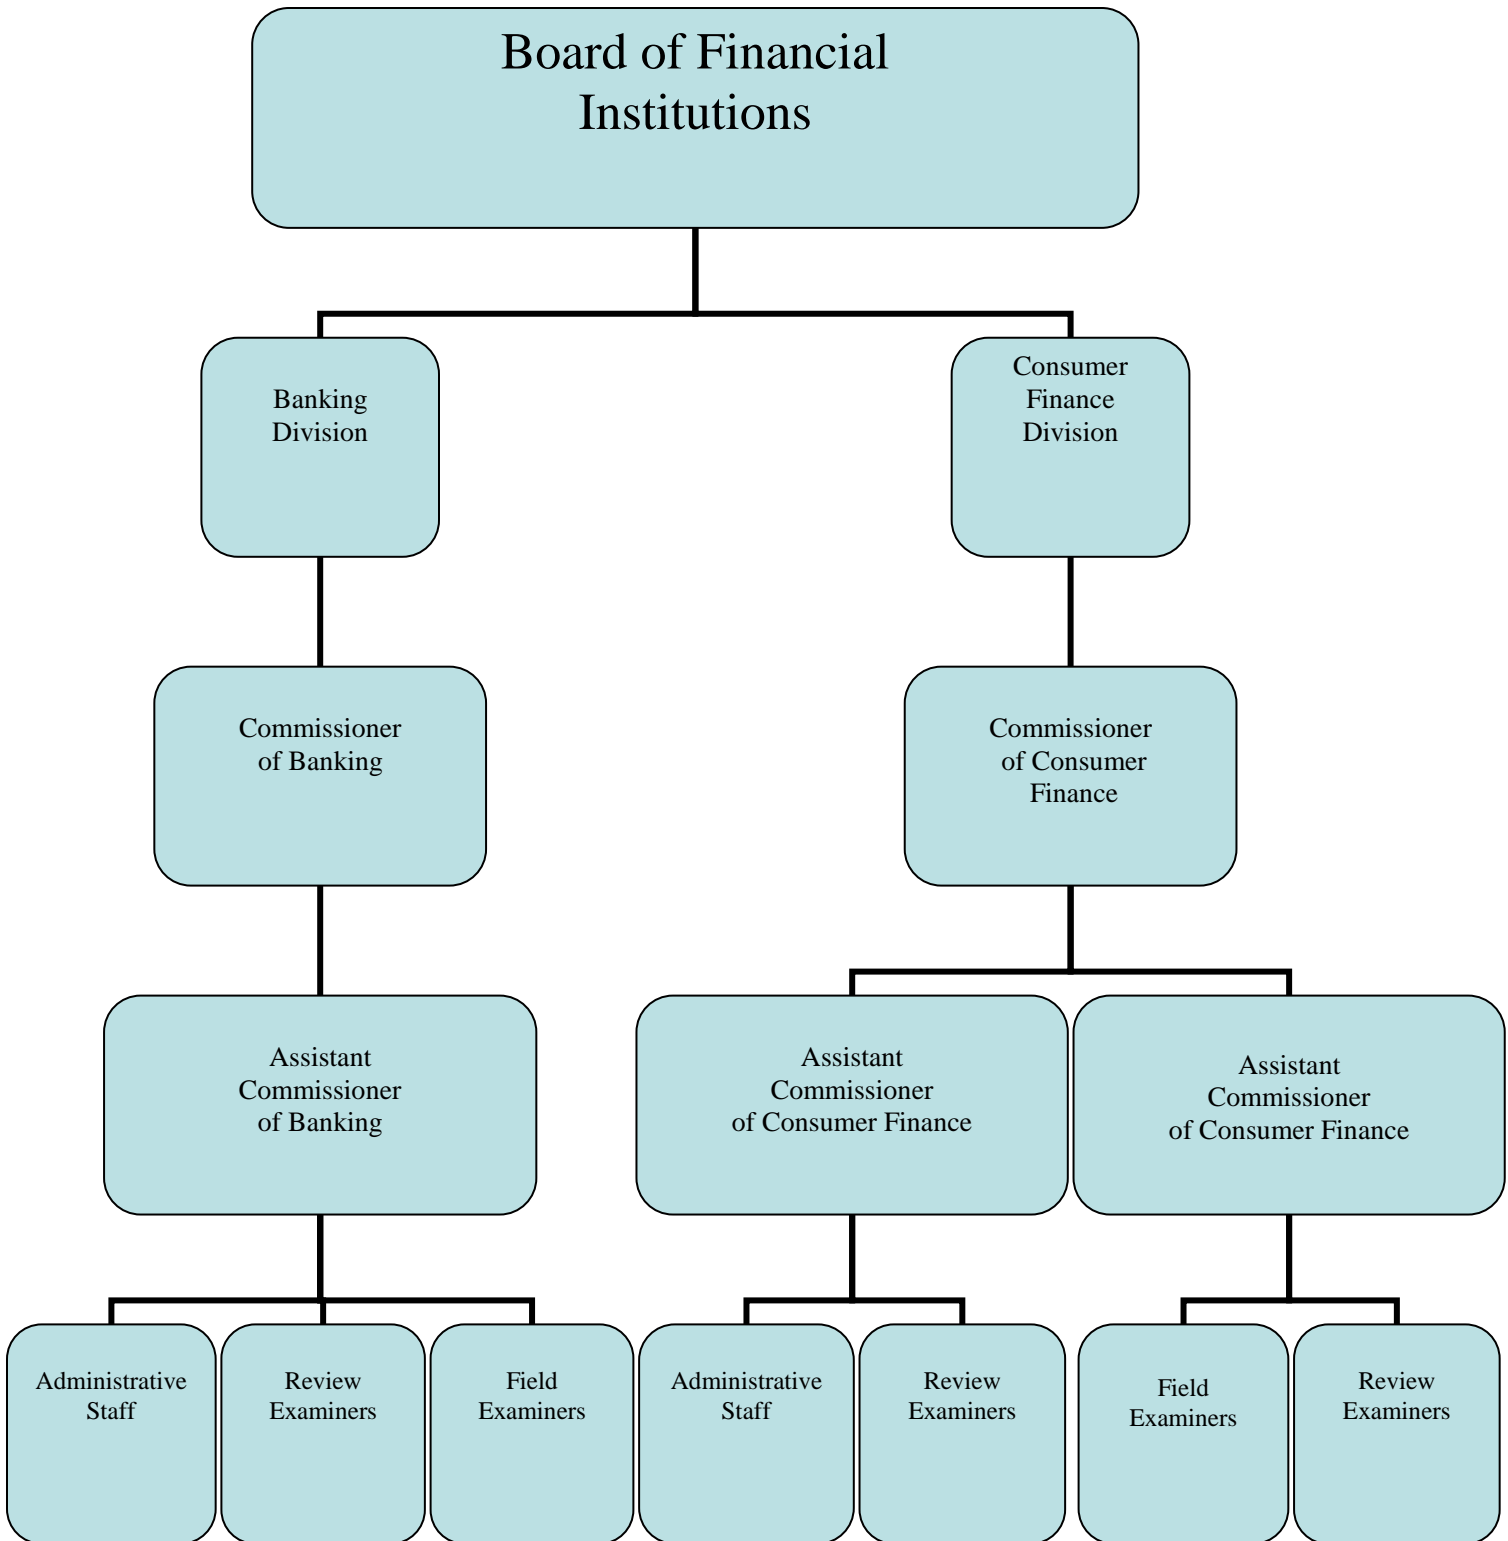 Board of Financial
Institutions
Banking
Division
Consumer
Finance
Division
Commissioner
of Banking
Commissioner
of Consumer
Finance
Assistant
Commissioner
of Banking
Assistant
Commissioner
of Consumer Finance
Assistant
Commissioner
of Consumer Finance
Administrative
Staff
Review
Examiners
Field
Examiners
Administrative
Staff
Review
Examiners
Field
Examiners
Review
Examiners